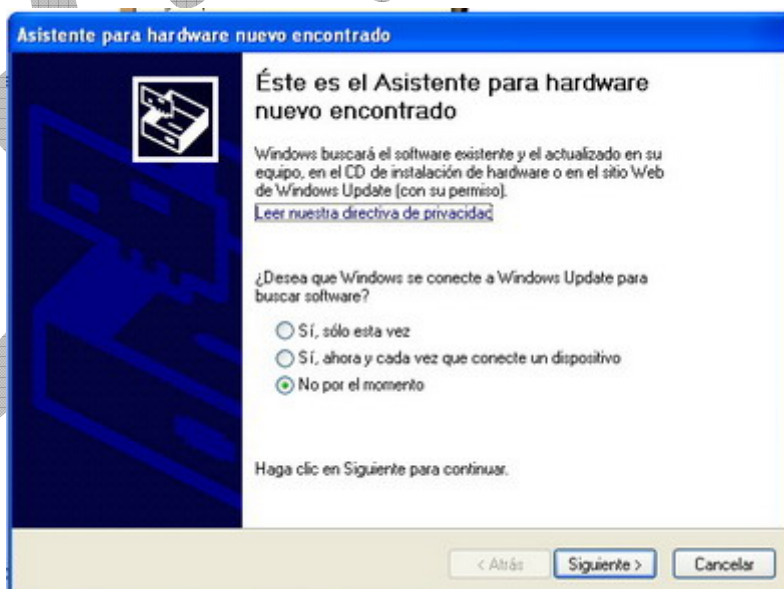 Asistente para hardware nuevo encontrado
Éste es el Asistente para hardware
nuevo encontrado
Windows buscará el software existente y el actualizado en su
equipo, en el CD de instalación de hardware o en el sitio Web
de Windows Update (con su permiso).
Leer nuestra directiva de privacidac
¿Desea que Windows se conecte a Windows Update para
buscar software?
Sí, sólo esta vez
Sí, ahora y cada vez que conecte un dispositivo
No por el momento
Haga clic en Siguiente para continuar.
< Atrás
Siguiente >
Cancelar